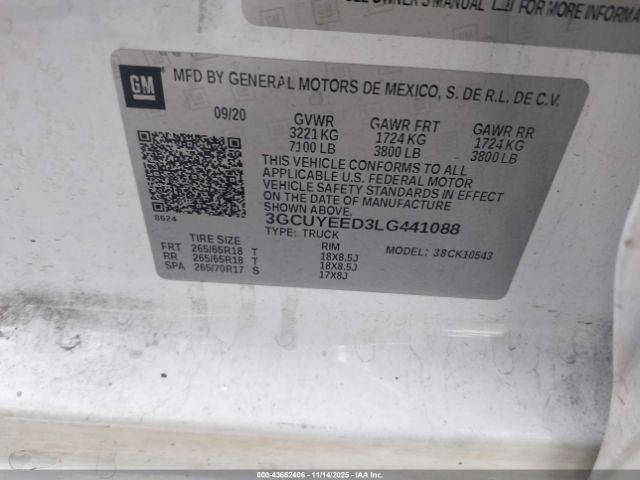 OWNER'S MANUAL FOR MORE INFORMA
GM
MFD BY GENERAL MOTORS DE MEXICO, S. DE R.L. DE C.V.
09/20 GVWR GAWR FRT GAWR RR
3221 KG 1724 KG 1724 KG
7100 LB 3800 LB 3800 LB
THIS VEHICLE CONFORMS TO ALL
APPLICABLE U.S. FEDERAL MOTOR
VEHICLE SAFETY STANDARDS IN EFFECT
ON THE DATE OF MANUFACTURE
SHOWN ABOVE.
8624
3GCUYEED3LG441088
TYPE: TRUCK
TIRE SIZE RIM MODEL: 38CK10543
FRT 265/65R18 T 18X8.5J
RR 265/65R18 T 18X8.5J
SPA 265/70R17 S 17X8J
000-43662406 - 11/14/2025 - IAAI.com